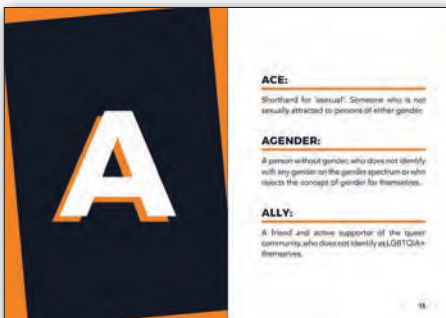 A
ACE:
Shorthand for 'asexual'. Someone who is not
sexually attracted to persons of either gender.
AGENDER:
A person without gender, who does not identify
with any gender on the gender spectrum or who
rejects the concept of gender for themselves.
ALLY:
A friend and active supporter of the queer
community, who does not identify as LGBTQIA+
themselves.